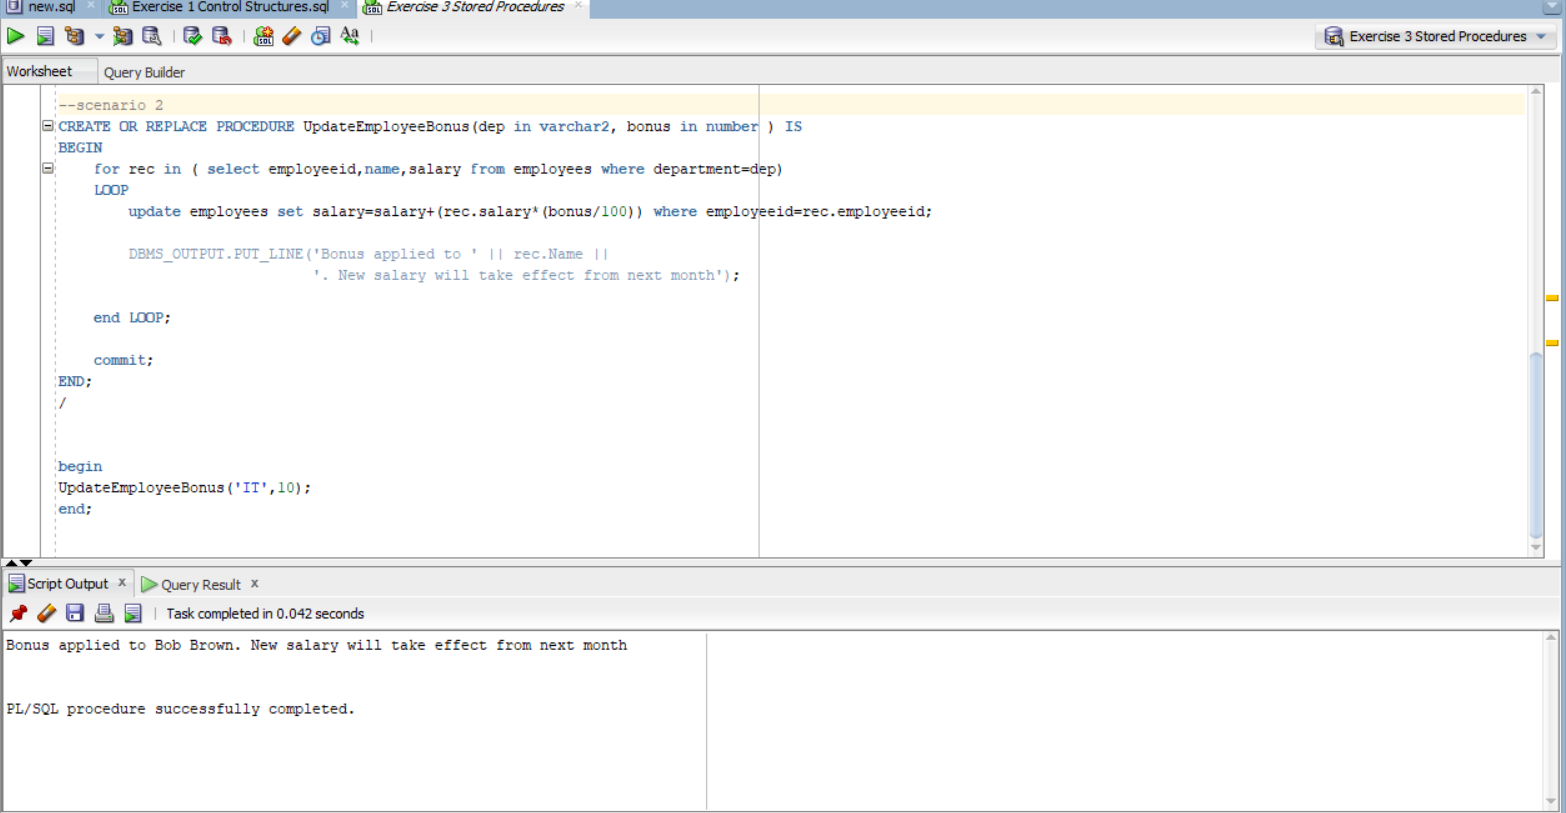 new.sql
Exercise 1 Control Structures.sql
Exercise 3 Stored Procedures
Exercise 3 Stored Procedures
Worksheet
Query Builder
--scenario 2
CREATE OR REPLACE PROCEDURE UpdateEmployeeBonus(dep in varchar2, bonus in number ) IS
BEGIN
for rec in ( select employeeid,name,salary from employees where department=dep)
LOOP
update employees set salary=salary+(rec.salary*(bonus/100)) where employeeid=rec.employeeid;
DBMS_OUTPUT.PUT_LINE('Bonus applied to ' || rec.Name ||
'. New salary will take effect from next month');
end LOOP;
commit;
END;
/
begin
UpdateEmployeeBonus('IT',10);
end;
Script Output x
Query Result x
Task completed in 0.042 seconds
Bonus applied to Bob Brown. New salary will take effect from next month
PL/SQL procedure successfully completed.